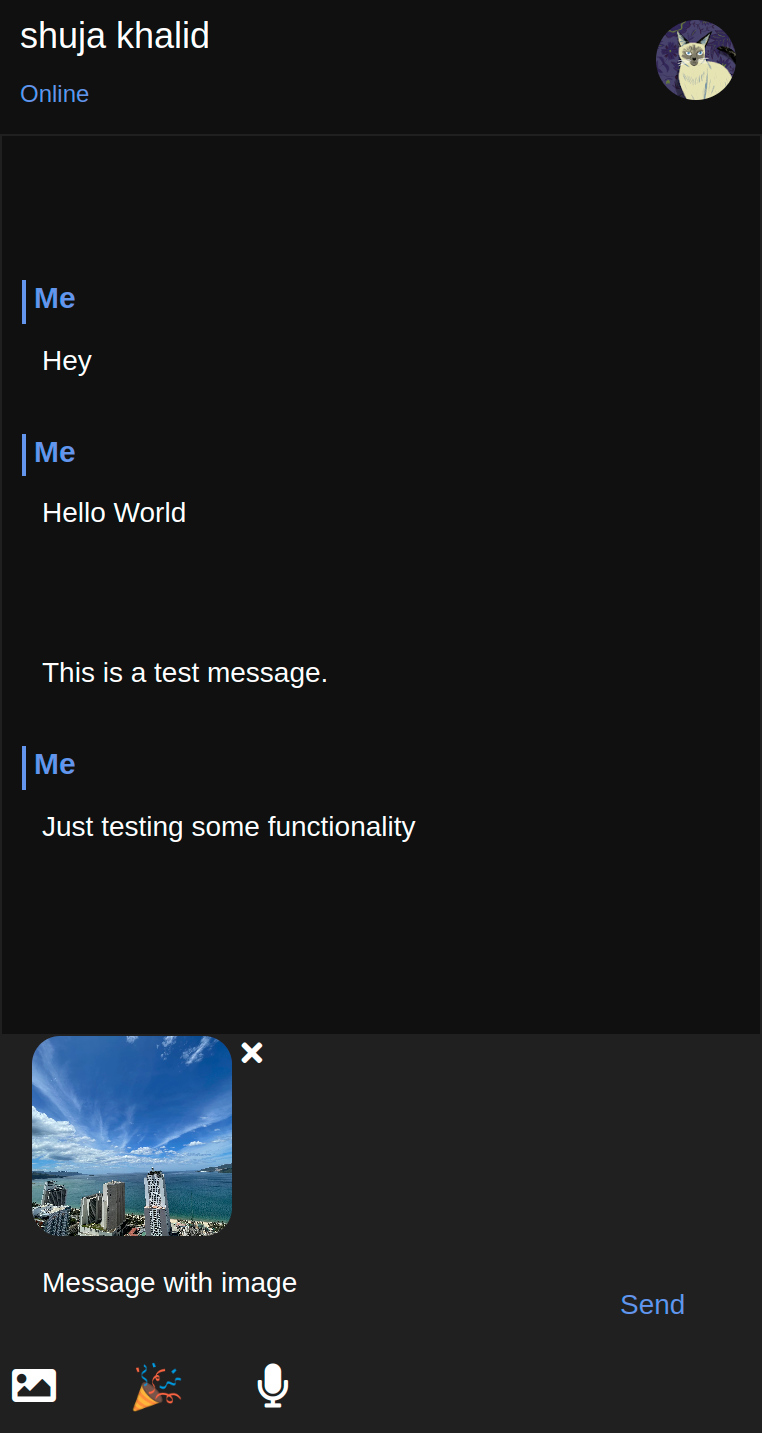 shuja khalid
Online
Me
Hey
Me
Hello World
This is a test message.
Me
Just testing some functionality
Message with image
Send